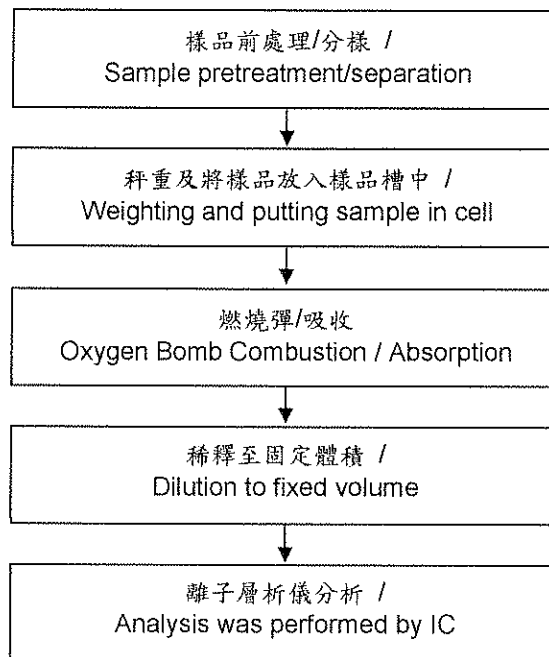 樣品前處理/分樣 /
Sample pretreatment/separation
秤重及將樣品放入樣品槽中 /
Weighting and putting sample in cell
燃燒彈/吸收
Oxygen Bomb Combustion / Absorption
稀釋至固定體積 /
Dilution to fixed volume
離子層析儀分析 /
Analysis was performed by IC